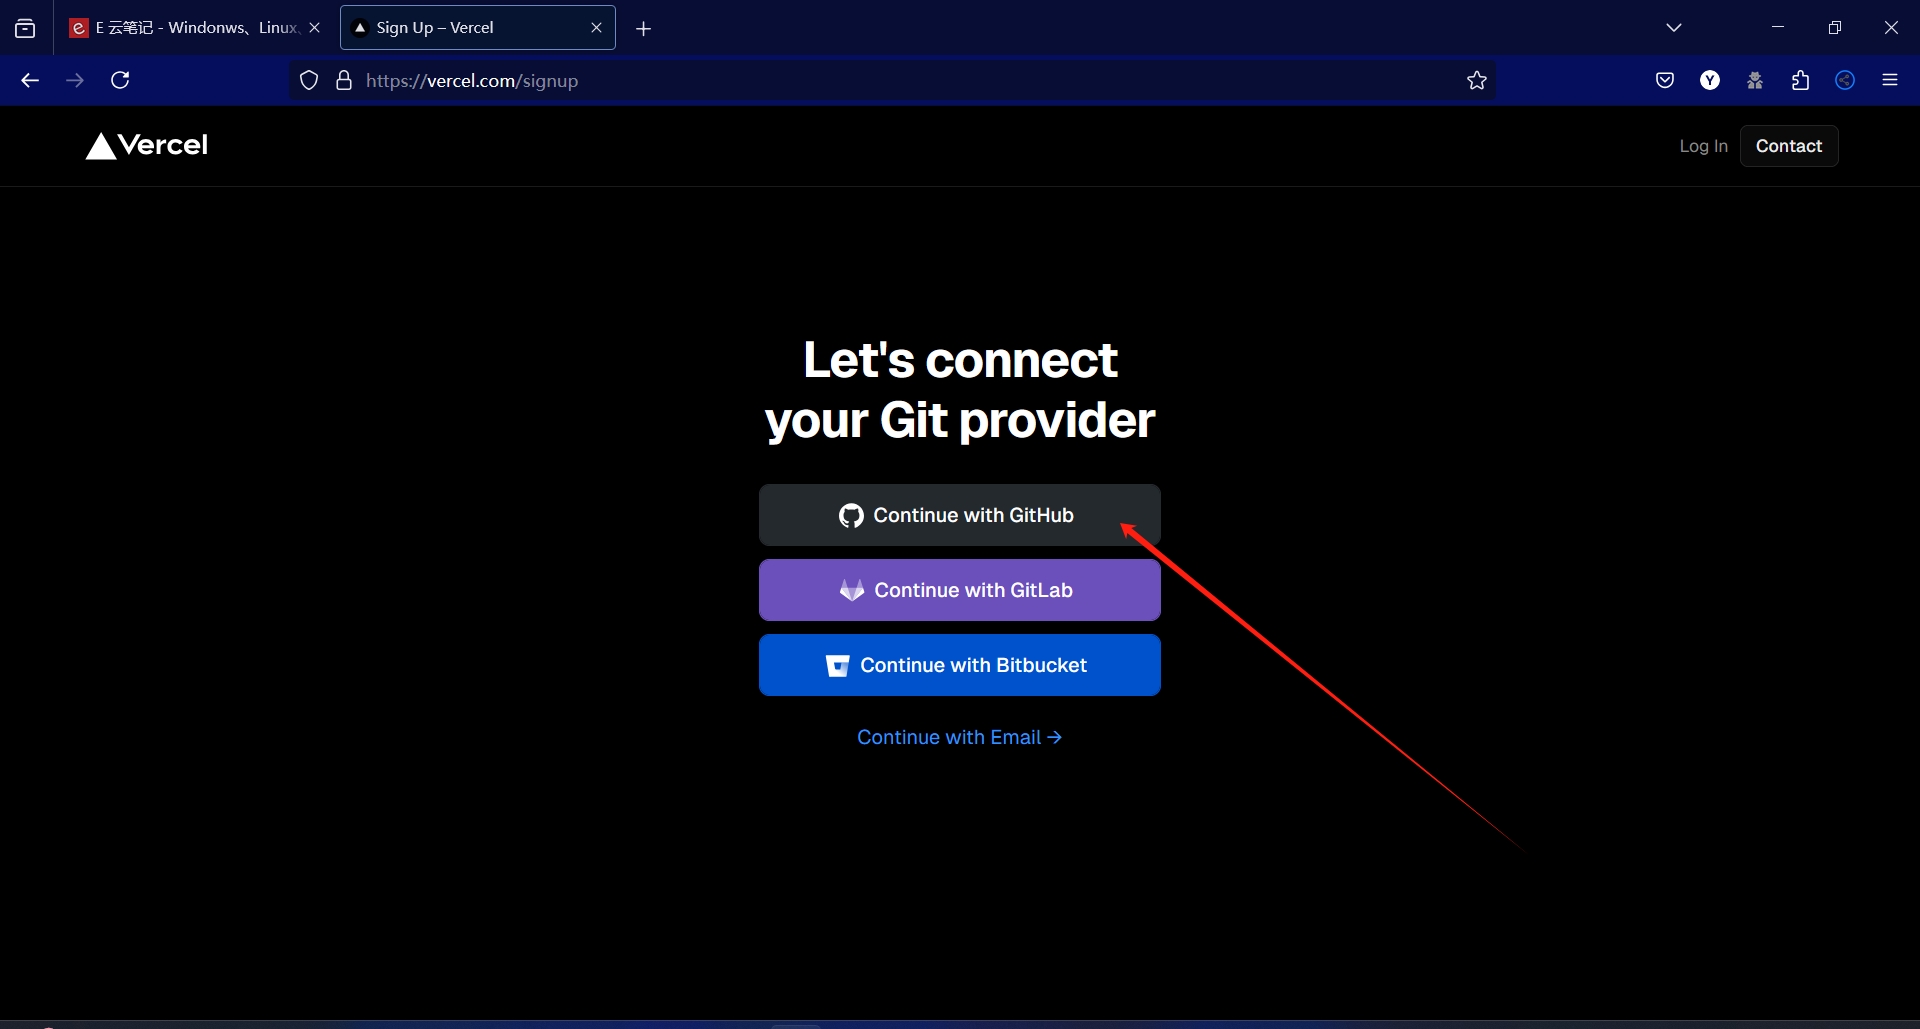 E 云笔记 - Windonws、Linux、
Sign Up – Vercel
https://vercel.com/signup
Vercel
Log In
Contact
Let's connect
your Git provider
Continue with GitHub
Continue with GitLab
Continue with Bitbucket
Continue with Email →